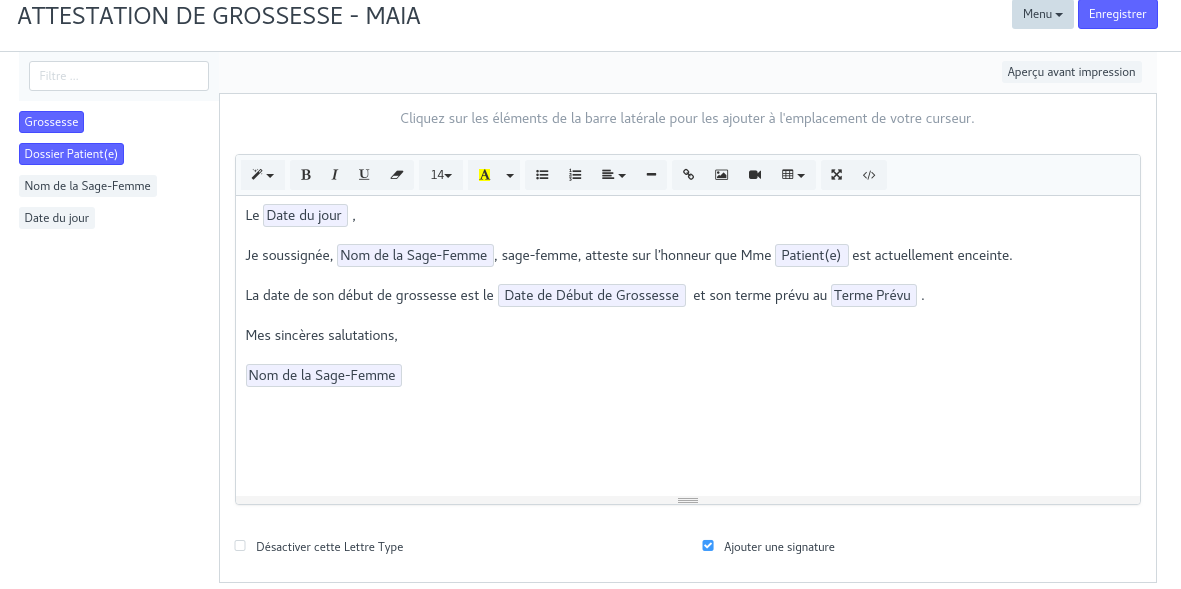 ATTESTATION DE GROSSESSE - MAIA
Menu
Enregistrer
Filtre ...
Aperçu avant impression
Grossesse
Dossier Patient(e)
Nom de la Sage-Femme
Date du jour
Cliquez sur les éléments de la barre latérale pour les ajouter à l'emplacement de votre curseur.
B I U 14 A </>
Le Date du jour ,
Je soussignée, Nom de la Sage-Femme , sage-femme, atteste sur l'honneur que Mme Patient(e) est actuellement enceinte.
La date de son début de grossesse est le Date de Début de Grossesse et son terme prévu au Terme Prévu .
Mes sincères salutations,
Nom de la Sage-Femme
Désactiver cette Lettre Type
Ajouter une signature